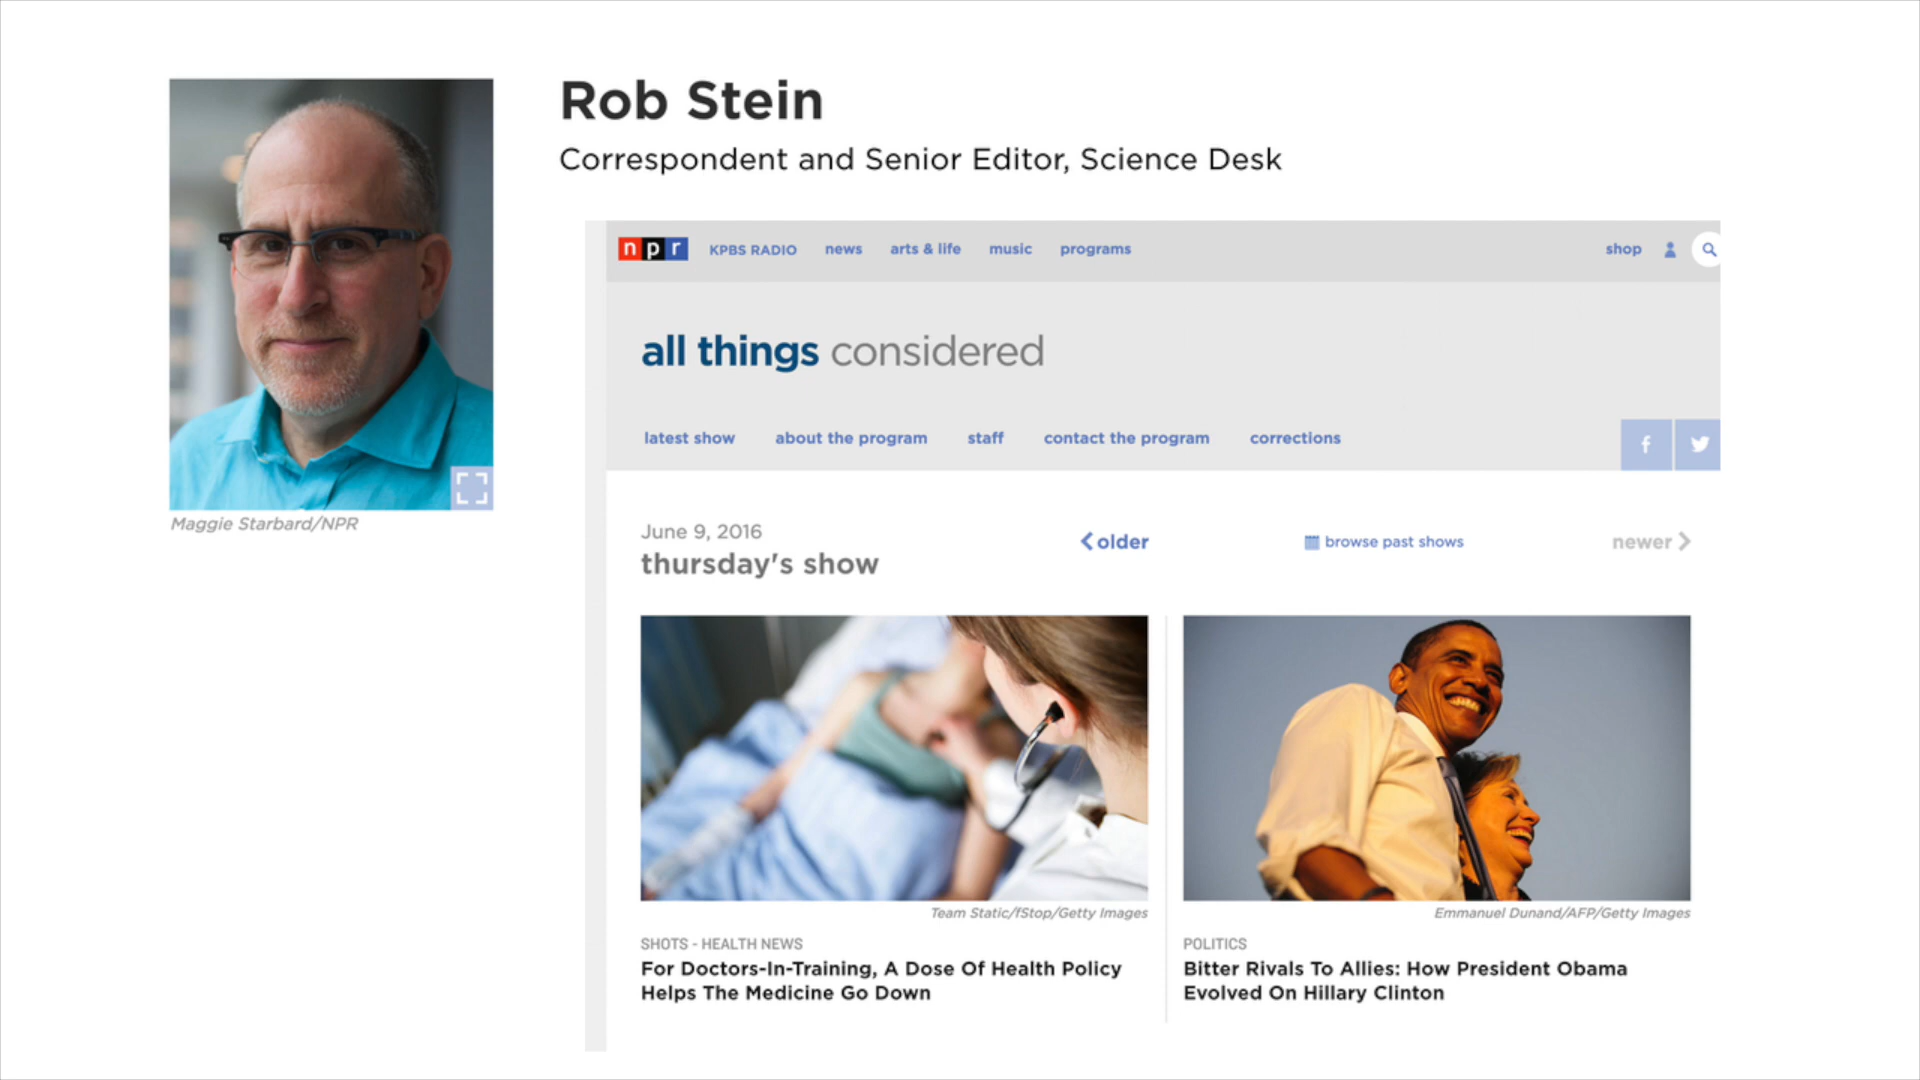 Rob Stein
Correspondent and Senior Editor, Science Desk
Maggie Starbard/NPR
npr KPBS RADIO news arts & life music programs shop
all things considered
latest show about the program staff contact the program corrections
f
June 9, 2016
thursday's show
older browse past shows newer
Team Static/fStop/Getty Images
SHOTS - HEALTH NEWS
For Doctors-In-Training, A Dose Of Health Policy
Helps The Medicine Go Down
Emmanuel Dunand/AFP/Getty Images
POLITICS
Bitter Rivals To Allies: How President Obama
Evolved On Hillary Clinton